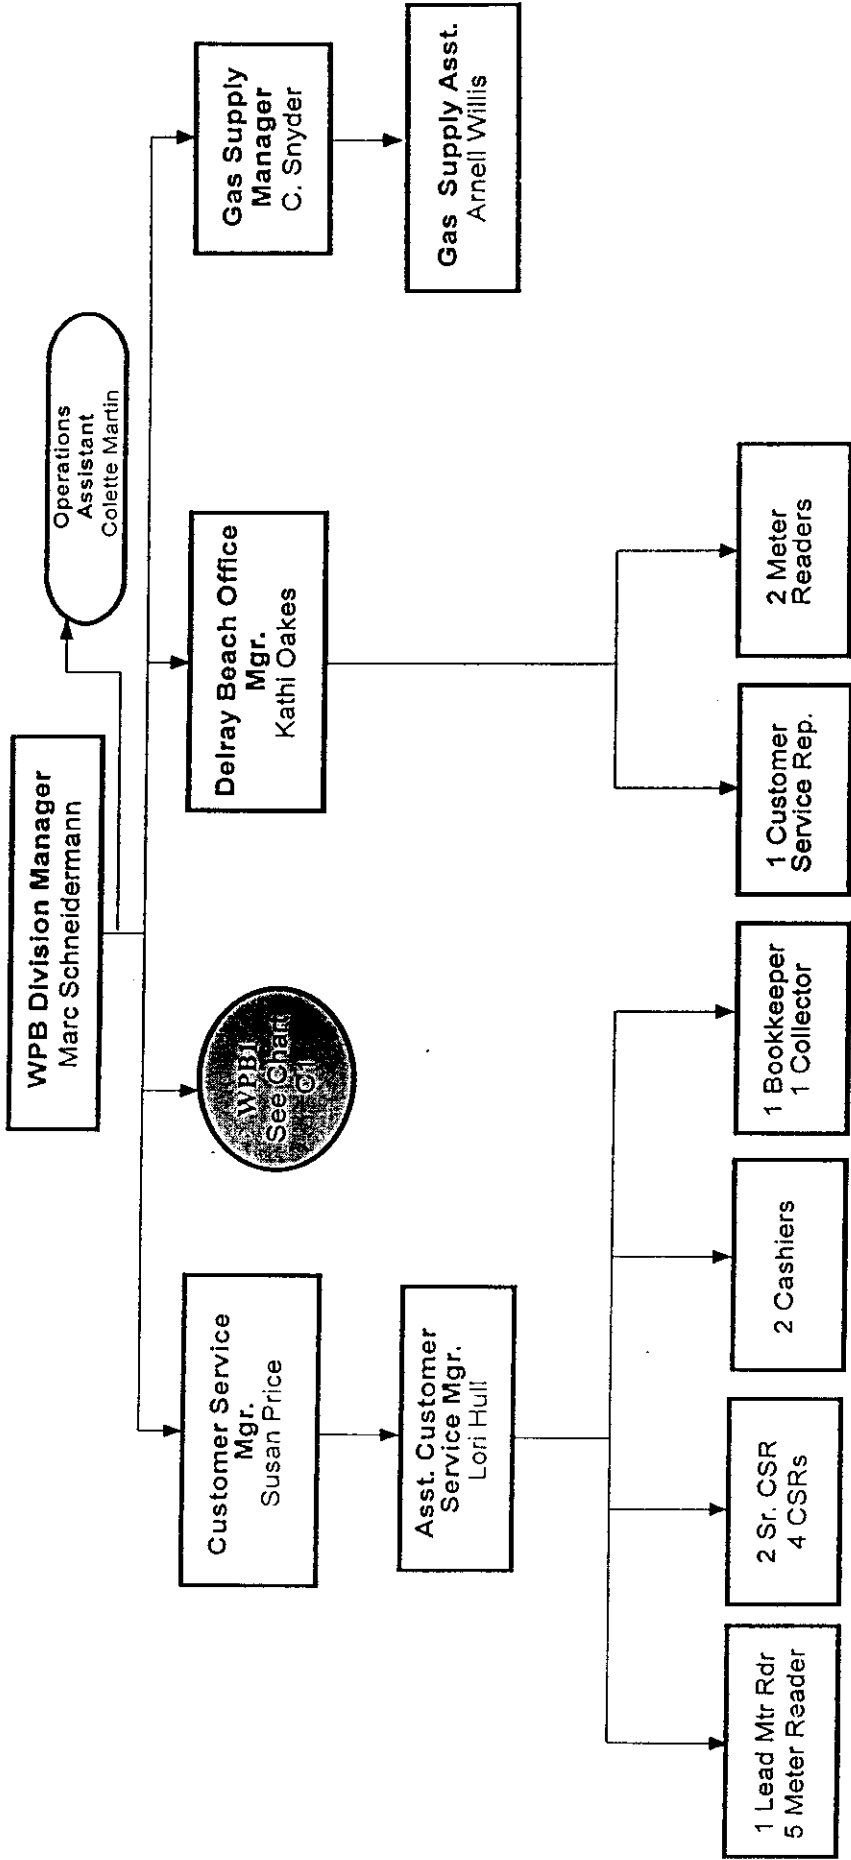 WPB Division Manager
Marc Schneidermann
Operations
Assistant
Colette Martin
Customer Service
Mgr.
Susan Price
WPB1
See Chart
C1
Delray Beach Office
Mgr.
Kathi Oakes
Gas Supply
Manager
C. Snyder
Asst. Customer
Service Mgr.
Lori Hull
Gas Supply Asst.
Arnell Willis
1 Lead Mtr Rdr
5 Meter Reader
2 Sr. CSR
4 CSRs
2 Cashiers
1 Bookkeeper
1 Collector
1 Customer
Service Rep.
2 Meter
Readers